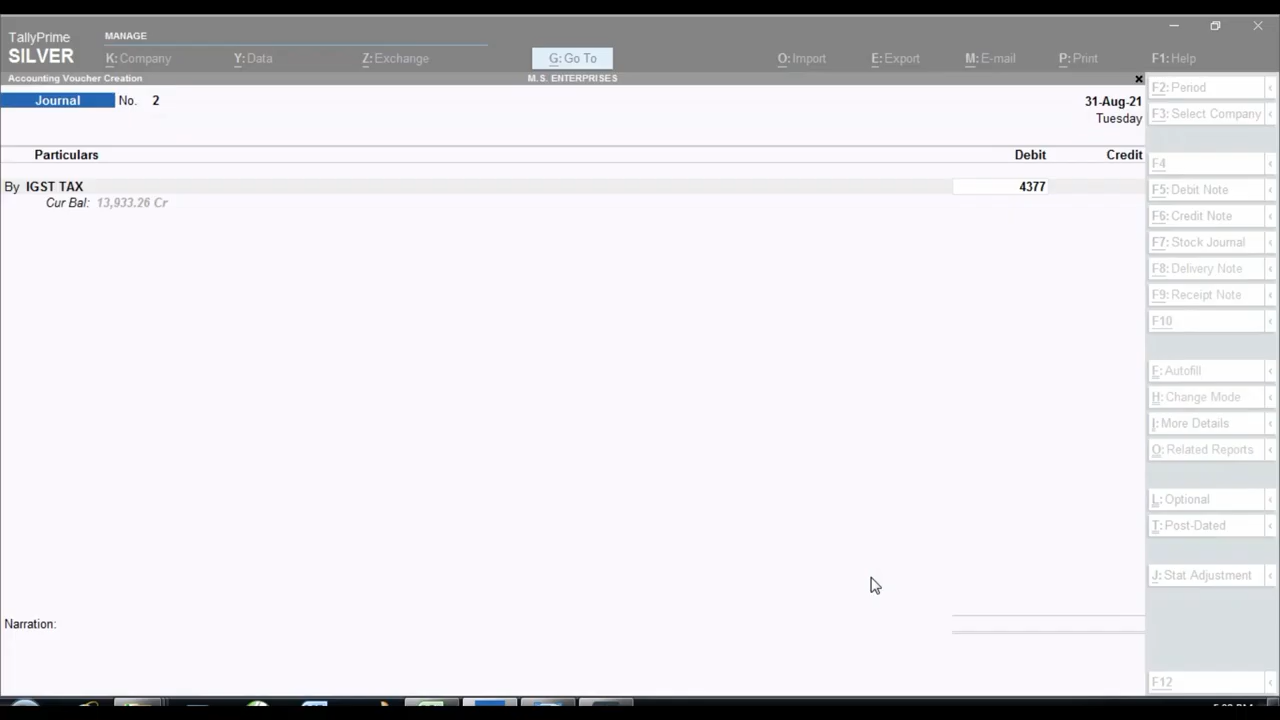 TallyPrime
SILVER
MANAGE
K: Company Y: Data Z: Exchange G: Go To O: Import E: Export M: E-mail P: Print F1: Help
Accounting Voucher Creation M.S. ENTERPRISES
Journal No. 2 31-Aug-21
Tuesday
Particulars Debit Credit
By IGST TAX 4377
Cur Bal: 13,933.26 Cr
Narration:
F2: Period
F3: Select Company
F4
F5: Debit Note
F6: Credit Note
F7: Stock Journal
F8: Delivery Note
F9: Receipt Note
F10
E: Autofill
H: Change Mode
I: More Details
O: Related Reports
L: Optional
T: Post-Dated
J: Stat Adjustment
F12